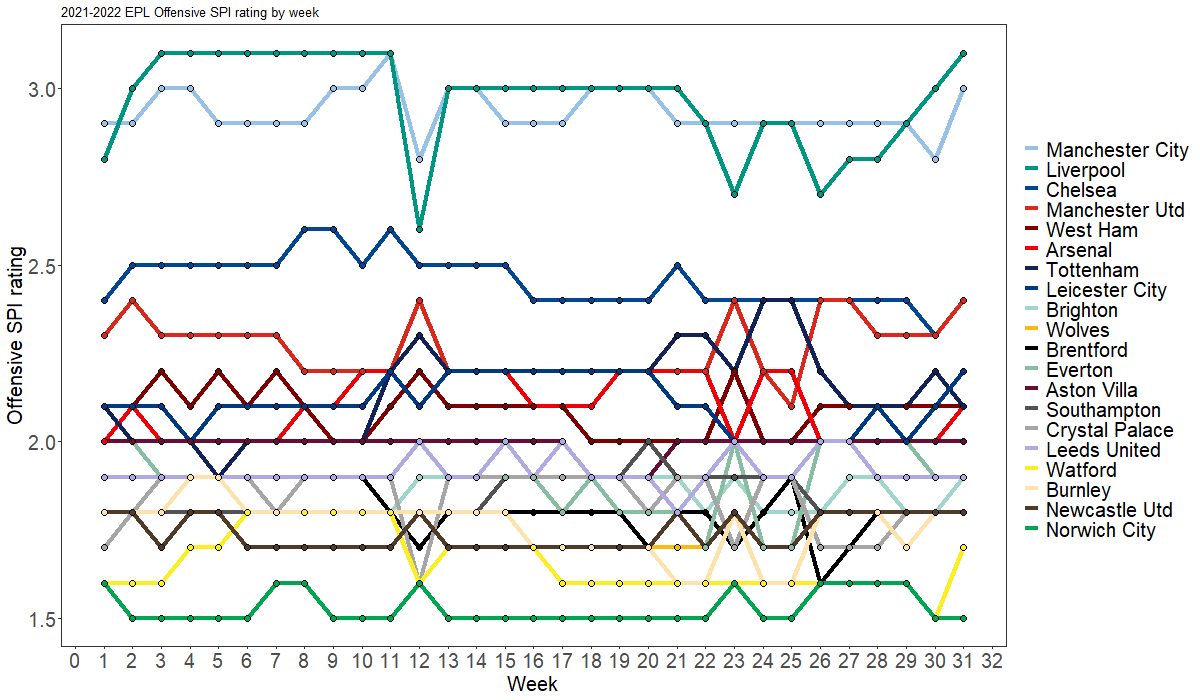 2021-2022 EPL Offensive SPI rating by week
Offensive SPI rating
3.0
2.5
2.0
1.5
0 1 2 3 4 5 6 7 8 9 10 11 12 13 14 15 16 17 18 19 20 21 22 23 24 25 26 27 28 29 30 31 32
Week
Manchester City
Liverpool
Chelsea
Manchester Utd
West Ham
Arsenal
Tottenham
Leicester City
Brighton
Wolves
Brentford
Everton
Aston Villa
Southampton
Crystal Palace
Leeds United
Watford
Burnley
Newcastle Utd
Norwich City